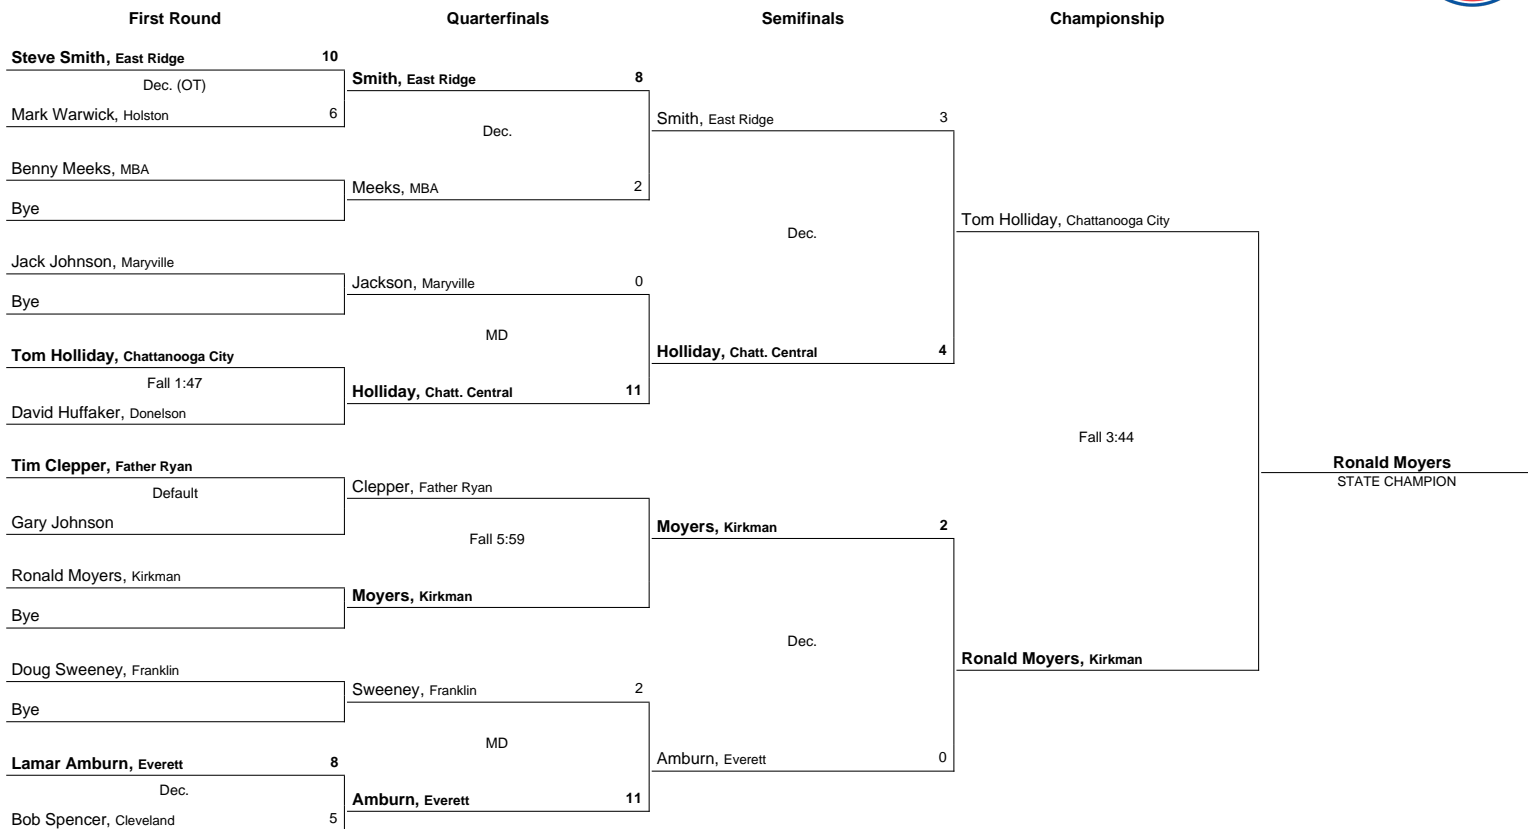 First Round Quarterfinals Semifinals Championship
Steve Smith, East Ridge 10
Dec. (OT)
Mark Warwick, Holston 6
Benny Meeks, MBA
Bye
Jack Johnson, Maryville
Bye
Tom Holliday, Chattanooga City
Fall 1:47
David Huffaker, Donelson
Tim Clepper, Father Ryan
Default
Gary Johnson
Ronald Moyers, Kirkman
Bye
Doug Sweeney, Franklin
Bye
Lamar Amburn, Everett 8
Dec.
Bob Spencer, Cleveland 5
Smith, East Ridge 8
Dec.
Meeks, MBA 2
Jackson, Maryville 0
MD
Holliday, Chatt. Central 11
Clepper, Father Ryan
Fall 5:59
Moyers, Kirkman
Sweeney, Franklin 2
MD
Amburn, Everett 11
Smith, East Ridge 3
Dec.
Holliday, Chatt. Central 4
Moyers, Kirkman 2
Dec.
Amburn, Everett 0
Tom Holliday, Chattanooga City
Fall 3:44
Ronald Moyers, Kirkman
Ronald Moyers
STATE CHAMPION